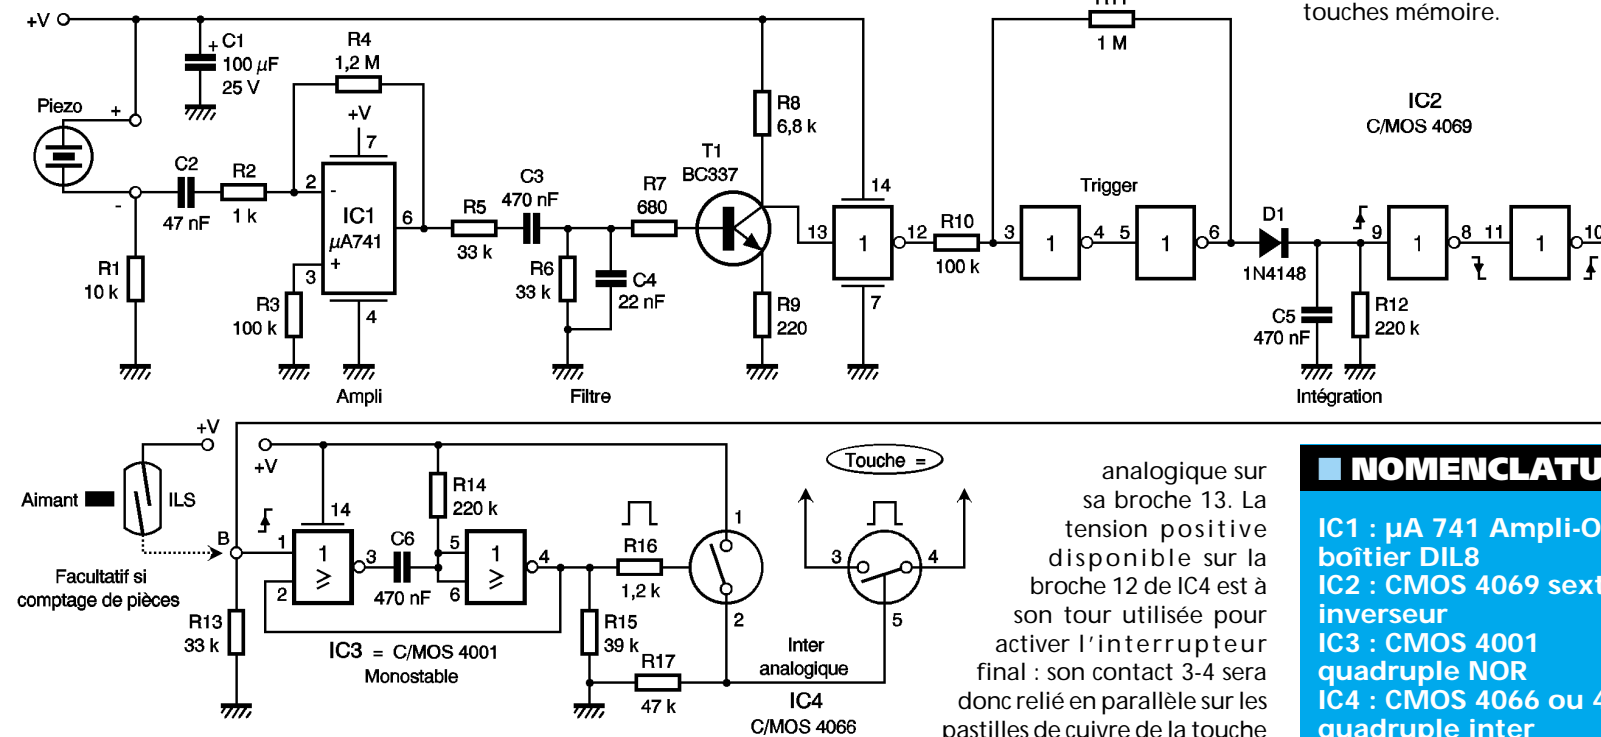 +V
C1
+
100 µF
25 V
R4
1,2 M
Piezo
+
-
C2
47 nF
R2
1 k
R1
10 k
+V
7
2
-
IC1
µA741
6
3
+
4
R3
100 k
Ampli
R5
33 k
C3
470 nF
R6
33 k
C4
22 nF
Filtre
R7
680
T1
BC337
R8
6,8 k
R9
220
14
13
1
12
7
R10
100 k
1 M
Trigger
3
1
4
5
1
6
D1
1N4148
C5
470 nF
R12
220 k
Intégration
IC2
C/MOS 4069
9
1
8
11
1
10
touches mémoire.
+V
+V
Aimant
ILS
B
Facultatif si
comptage de pièces
R13
33 k
14
1
1
≥
2
3
C6
470 nF
R14
220 k
5
1
≥
6
4
IC3 = C/MOS 4001
Monostable
R16
1,2 k
R15
39 k
R17
47 k
1
2
Inter
analogique
IC4
C/MOS 4066
Touche =
3
4
5
analogique sur
sa broche 13. La
tension positive
disponible sur la
broche 12 de IC4 est à
son tour utilisée pour
activer l'interrupteur
final : son contact 3-4 sera
donc relié en parallèle sur les
pastilles de cuivre de la touche
NOMENCLATU
IC1 : µA 741 Ampli-O
boîtier DIL8
IC2 : CMOS 4069 sext
inverseur
IC3 : CMOS 4001
quadruple NOR
IC4 : CMOS 4066 ou 4
quadruple inter